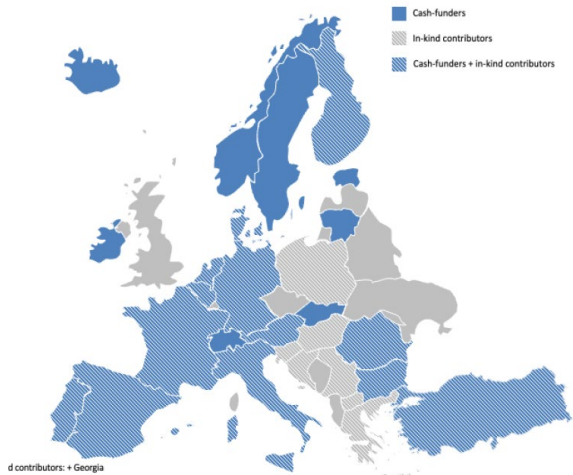 Cash-funders
In-kind contributors
Cash-funders + in-kind contributors
d contributors: + Georgia